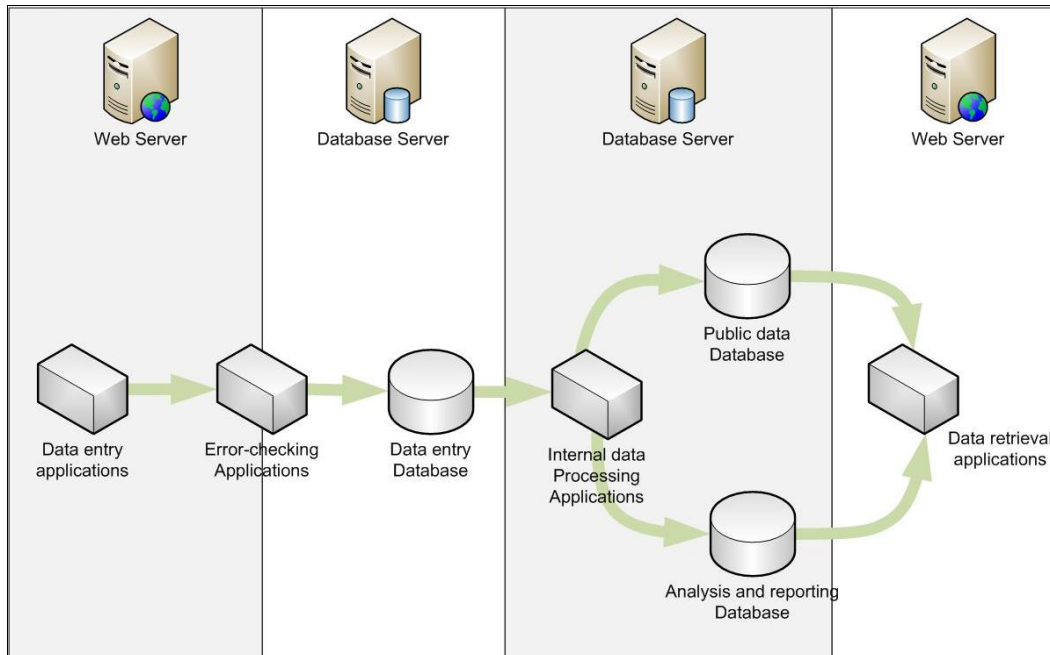 Web Server
Database Server
Database Server
Web Server
Public data
Database
Data entry
applications
Error-checking
Applications
Data entry
Database
Internal data
Processing
Applications
Data retrieval
applications
Analysis and reporting
Database